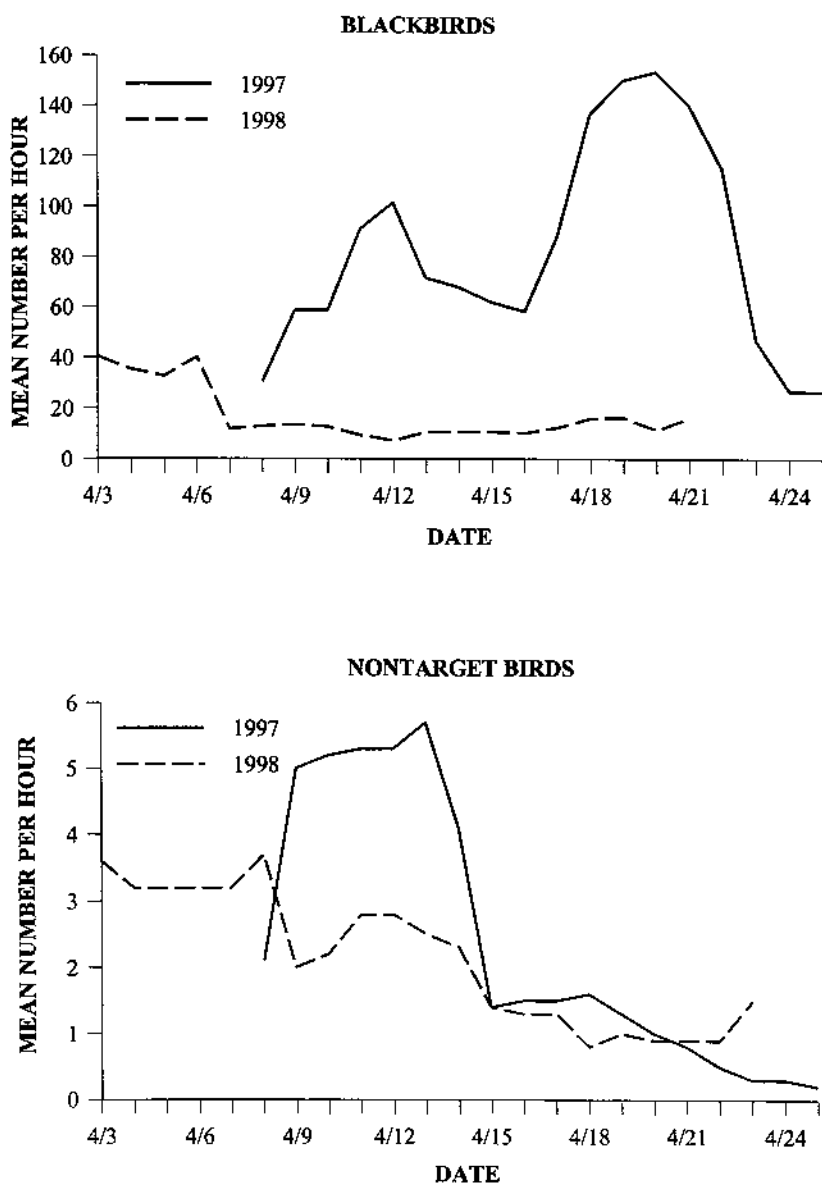 BLACKBIRDS
160
140
120
100
80
60
40
20
0
MEAN NUMBER PER HOUR
1997
1998
4/3 4/6 4/9 4/12 4/15 4/18 4/21 4/24
DATE
NONTARGET BIRDS
6
5
4
3
2
1
0
MEAN NUMBER PER HOUR
1997
1998
4/3 4/6 4/9 4/12 4/15 4/18 4/21 4/24
DATE